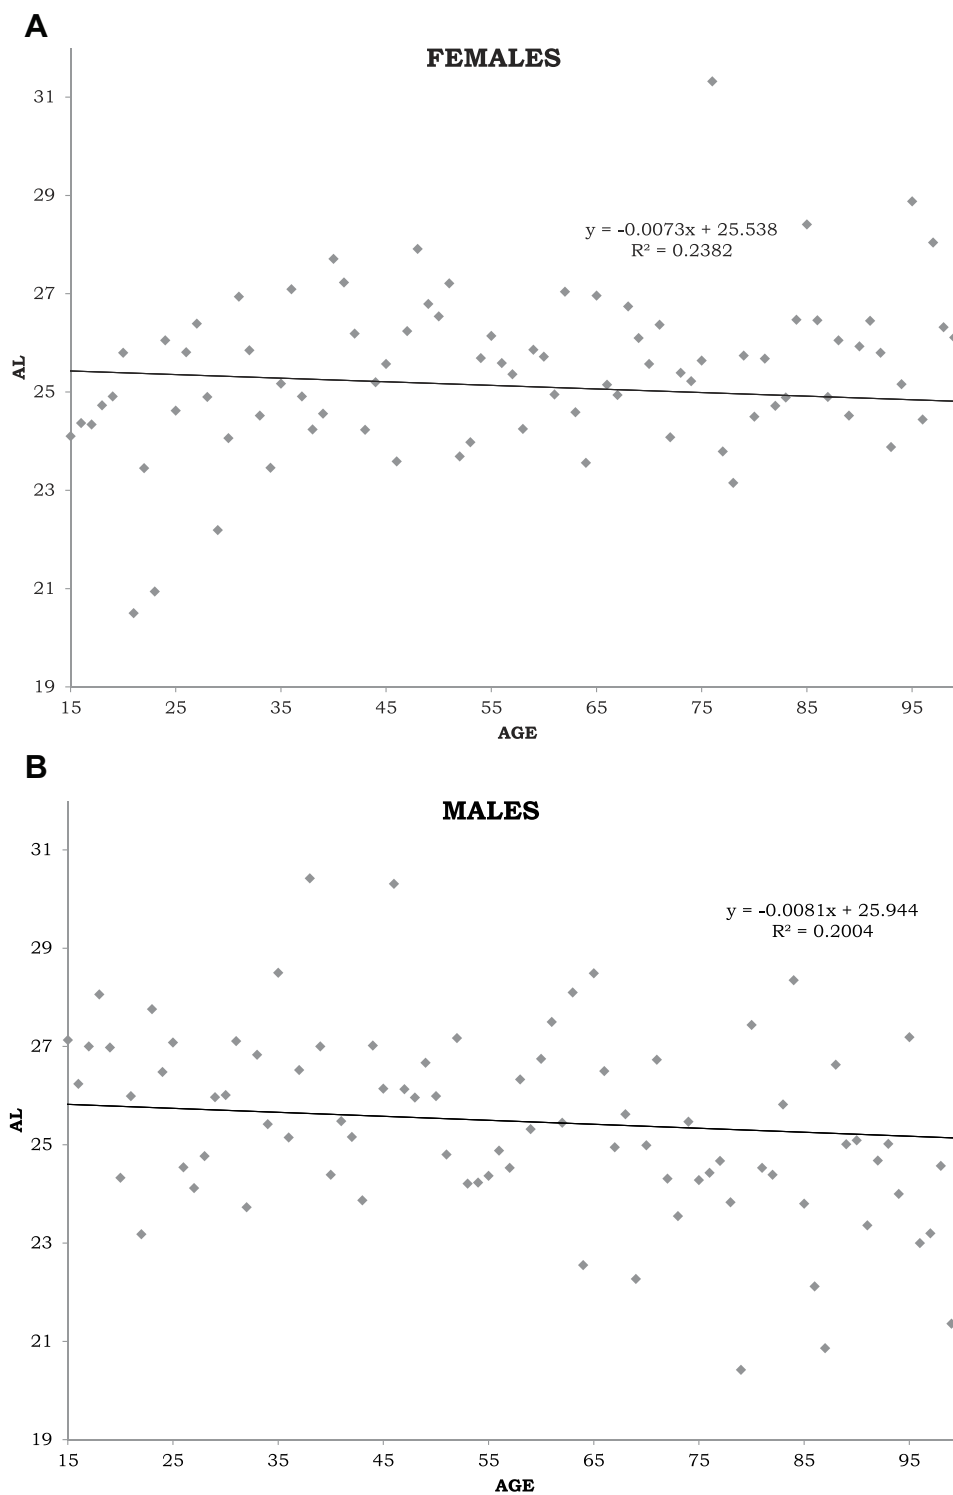 A
FEMALES
31
29
y = -0.0073x + 25.538
R² = 0.2382
27
AL
25
23
21
19
15 25 35 45 55 65 75 85 95
AGE
B
MALES
31
y = -0.0081x + 25.944
R² = 0.2004
29
27
AL
25
23
21
19
15 25 35 45 55 65 75 85 95
AGE